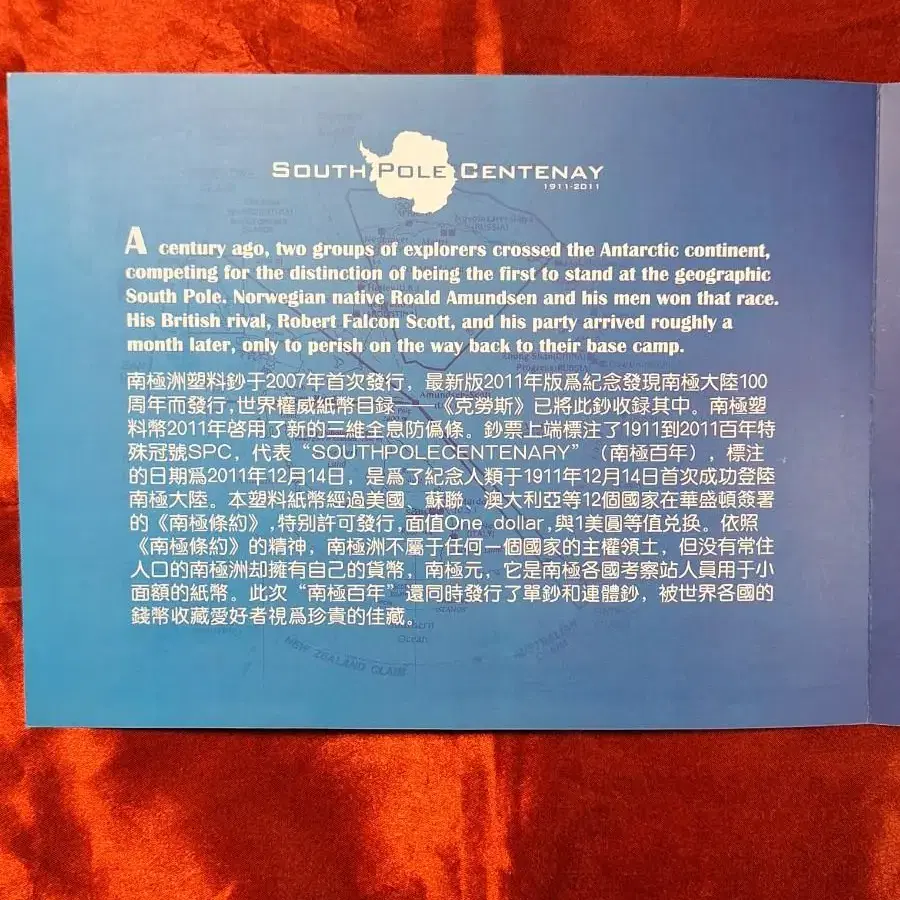 SOUTH POLE CENTENAY
1911-2011
A century ago, two groups of explorers crossed the Antarctic continent,
competing for the distinction of being the first to stand at the geographic
South Pole. Norwegian native Roald Amundsen and his men won that race.
His British rival, Robert Falcon Scott, and his party arrived roughly a
month later, only to perish on the way back to their base camp.
南極洲塑料鈔于2007年首次發行，最新版2011年版爲紀念發現南極大陸100
周年而發行,世界權威紙幣目録——《克勞斯》已將此鈔收録其中。南極塑
料幣2011年啓用了新的三維全息防僞條。鈔票上端標注了1911到2011百年特
殊冠號SPC，代表“SOUTHPOLECENTENARY”（南極百年），標注
的日期爲2011年12月14日，是爲了紀念人類于1911年12月14日首次成功登陸
南極大陸。本塑料紙幣經過美國、蘇聯、澳大利亞等12個國家在華盛頓簽署
的《南極條約》,特别許可發行,面值One dollar,與1美圓等值兑换。依照
《南極條約》的精神，南極洲不屬于任何一個國家的主權領土，但没有常住
人口的南極洲却擁有自己的貨幣，南極元，它是南極各國考察站人員用于小
面額的紙幣。此次“南極百年”還同時發行了單鈔和連體鈔，被世界各國的
錢幣收藏愛好者視爲珍貴的佳藏。
Ocean
NEW ZEALAND CLAIM
AUSTRALIAN